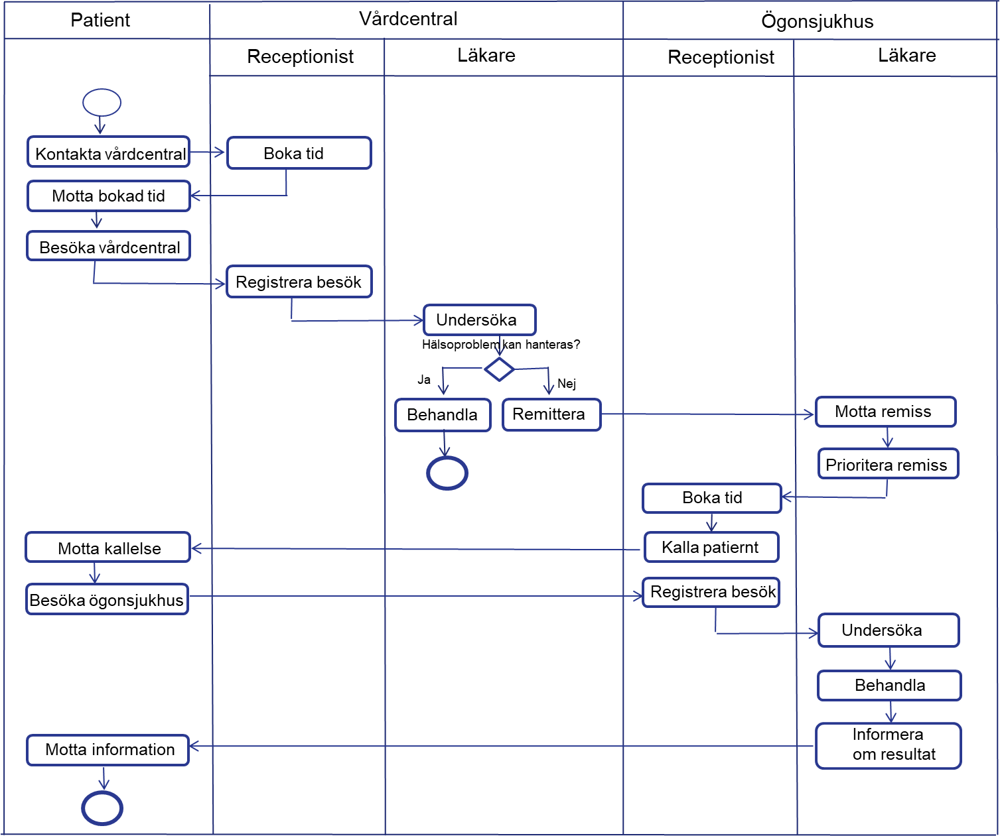 Patient
Vårdcentral
Ögonsjukhus
Receptionist
Läkare
Receptionist
Läkare
Kontakta vårdcentral
Boka tid
Motta bokad tid
Besöka vårdcentral
Registrera besök
Undersöka
Hälsoproblem kan hanteras?
Ja
Nej
Behandla
Remittera
Motta remiss
Prioritera remiss
Boka tid
Motta kallelse
Kalla patiernt
Besöka ögonsjukhus
Registrera besök
Undersöka
Behandla
Informera
om resultat
Motta information